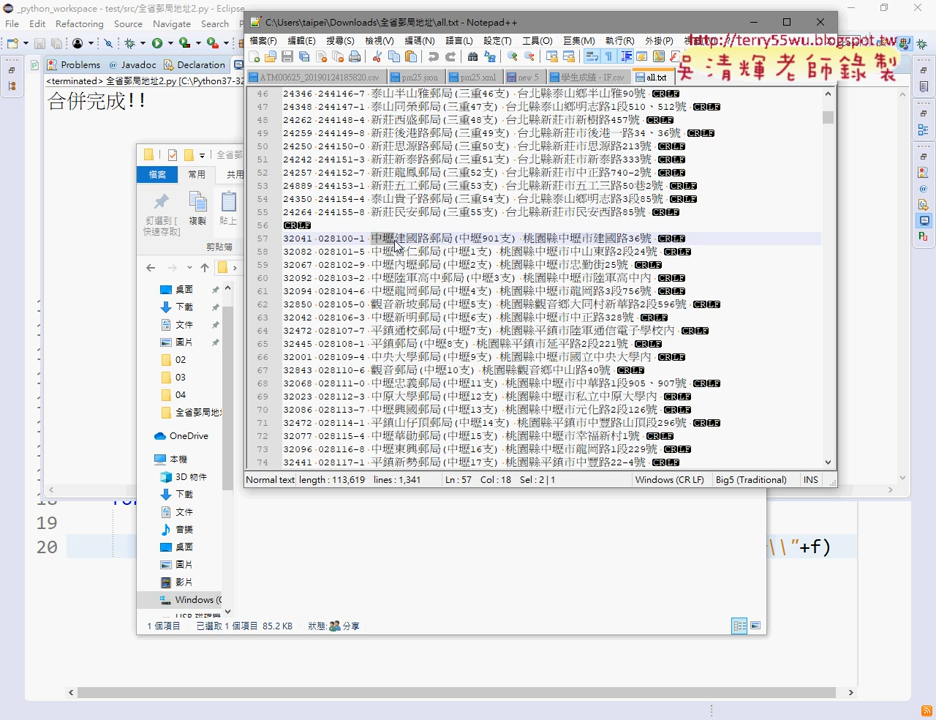 _python_workspace - test/src/全省郵局地址2.py - Eclipse
File Edit Refactoring Source Navigate Search
Problems Javadoc Declaration
<terminated> 全省郵局地址2.py [C:\Python37-32
合併完成!!
C:\Users\taipei\Downloads\全省郵局地址\all.txt - Notepad++
http://terry55wu.blogspot.tw
吳清輝老師錄製
檔案(F) 編輯(E) 搜尋(S) 檢視(V) 編碼(N) 語言(L) 設定(T) 工具(O) 巨集(M) 執行(R) 外掛(P)
ATM00625_20190124185820.csv pm25.json pm25.xml new 5 學生成績 - IF.csv all.txt
46 24346 244146-7 泰山半山雅郵局(三重46支) 台北縣泰山鄉半山雅90號 CRLF
47 24348 244147-1 泰山同榮郵局(三重47支) 台北縣泰山鄉明志路1段510、512號 CRLF
48 24262 244148-4 新莊盛壽郵局(三重48支) 台北縣新莊市新樹路457號 CRLF
49 24259 244149-8 新莊後港路郵局(三重49支) 台北縣新莊市後港一路34、36號 CRLF
50 24250 244150-0 新莊思源路郵局(三重50支) 台北縣新莊市思源路213號 CRLF
51 24242 244151-3 新莊新泰路郵局(三重51支) 台北縣新莊市新泰路333號 CRLF
52 24257 244152-7 新莊龍鳳郵局(三重52支) 台北縣新莊市中正路740-2號 CRLF
53 24889 244153-1 新莊五工郵局(三重53支) 台北縣新莊市五工三路50巷2號 CRLF
54 24350 244154-4 泰山貴子路郵局(三重54支) 台北縣泰山鄉明志路3段85號 CRLF
55 24264 244155-8 新莊民安郵局(三重55支) 台北縣新莊市民安西路85號 CRLF
56 CRLF
57 32041 028100-1 中壢建國路郵局(中壢901支) 桃園縣中壢市建國路36號 CRLF
58 32082 028101-5 中壢普仁郵局(中壢1支) 桃園縣中壢市中山東路2段24號 CRLF
59 32067 028102-9 中壢內壢郵局(中壢2支) 桃園縣中壢市忠勤街25號 CRLF
60 32092 028103-2 中壢陸軍高中郵局(中壢3支) 桃園縣中壢市陸軍高中內 CRLF
61 32094 028104-6 中壢龍岡郵局(中壢4支) 桃園縣中壢市龍岡路3段756號 CRLF
62 32850 028105-0 觀音新坡郵局(中壢5支) 桃園縣觀音鄉大同村新華路2段596號 CRLF
63 32042 028106-3 中壢新明郵局(中壢6支) 桃園縣中壢市中正路328號 CRLF
64 32472 028107-7 平鎮通校郵局(中壢7支) 桃園縣平鎮市陸軍通信電子學校內 CRLF
65 32445 028108-1 平鎮郵局(中壢8支) 桃園縣平鎮市延平路2段221號 CRLF
66 32001 028109-4 中央大學郵局(中壢9支) 桃園縣中壢市國立中央大學內 CRLF
67 32843 028110-6 觀音郵局(中壢10支) 桃園縣觀音鄉中山路40號 CRLF
68 32068 028111-0 中壢忠義郵局(中壢11支) 桃園縣中壢市中華路1段905、907號 CRLF
69 32023 028112-3 中原大學郵局(中壢12支) 桃園縣中壢市私立中原大學內 CRLF
70 32086 028113-7 中壢興國郵局(中壢13支) 桃園縣中壢市元化路2段126號 CRLF
71 32472 028114-1 平鎮山仔頂郵局(中壢14支) 桃園縣平鎮市中豐路山頂段296號 CRLF
72 32077 028115-4 中壢華勛郵局(中壢15支) 桃園縣中壢市幸福新村1號 CRLF
73 32096 028116-8 中壢東興郵局(中壢16支) 桃園縣中壢市龍岡路1段229號 CRLF
74 32441 028117-1 平鎮新勢郵局(中壢17支) 桃園縣平鎮市中豐路22-4號 CRLF
Normal text length : 113,619 lines : 1,341 Ln : 57 Col : 18 Sel : 2 | 1 Windows (CR LF) Big5 (Traditional) INS
全省郵
檔案 常用 共用
釘選到 [
快速存取]
複製 貼上
剪貼簿
桌面
下載
文件
圖片
02
03
04
全省郵局地
OneDrive
本機
3D 物件
下載
文件
音樂
桌面
圖片
影片
Windows (C
1 個項目 已選取 1 個項目 85.2 KB 狀態: 分享
18 for
19
20 \\"+f)